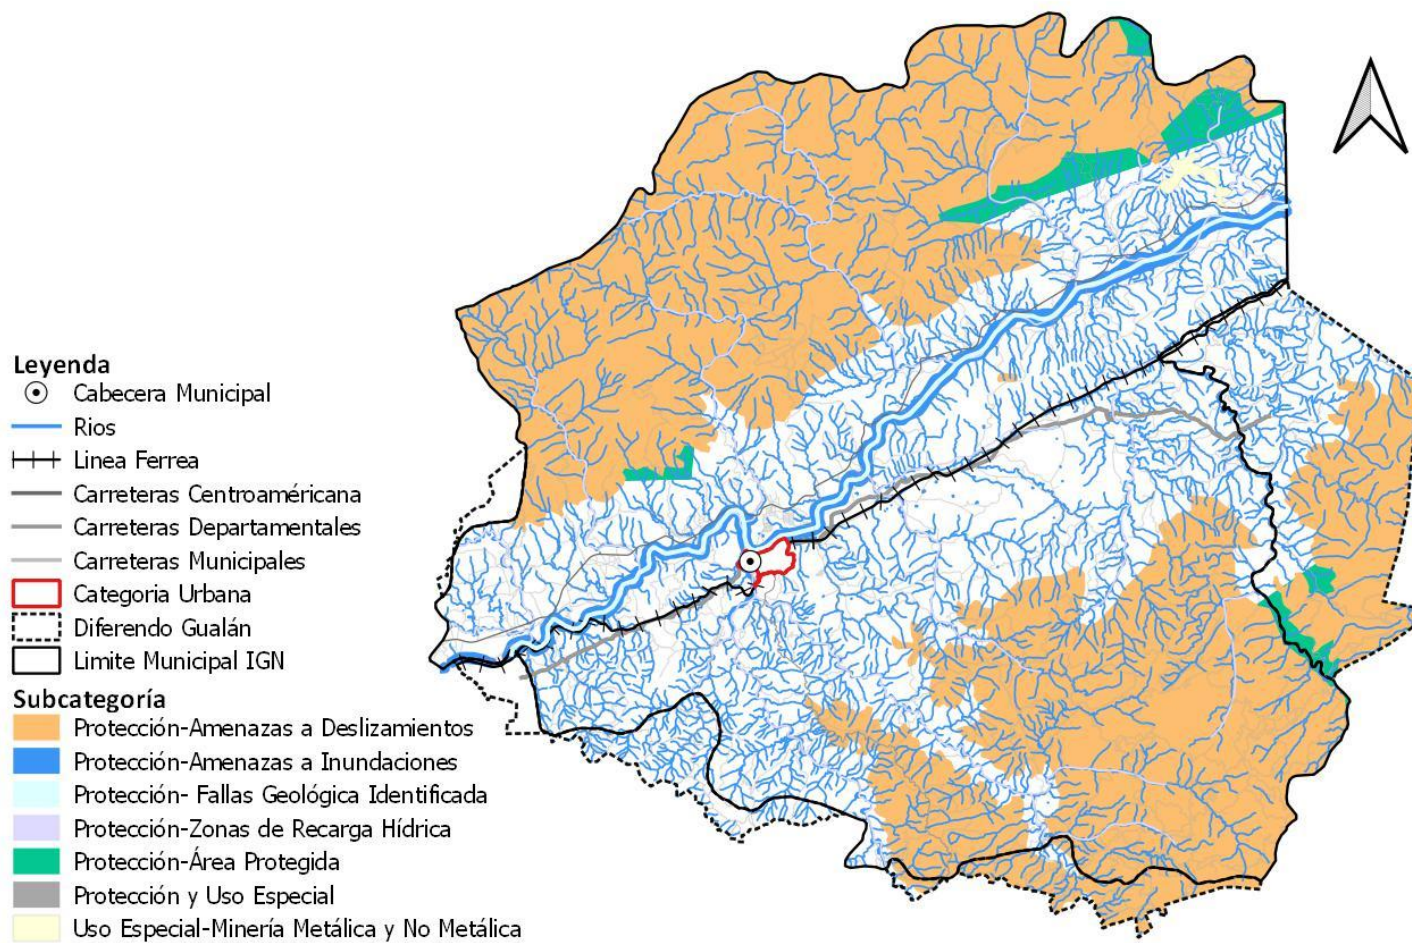 Leyenda
Cabecera Municipal
Rios
Linea Ferrea
Carreteras Centroaméricana
Carreteras Departamentales
Carreteras Municipales
Categoria Urbana
Diferendo Gualán
Limite Municipal IGN
Subcategoría
Protección-Amenazas a Deslizamientos
Protección-Amenazas a Inundaciones
Protección- Fallas Geológica Identificada
Protección-Zonas de Recarga Hídrica
Protección-Área Protegida
Protección y Uso Especial
Uso Especial-Minería Metálica y No Metálica